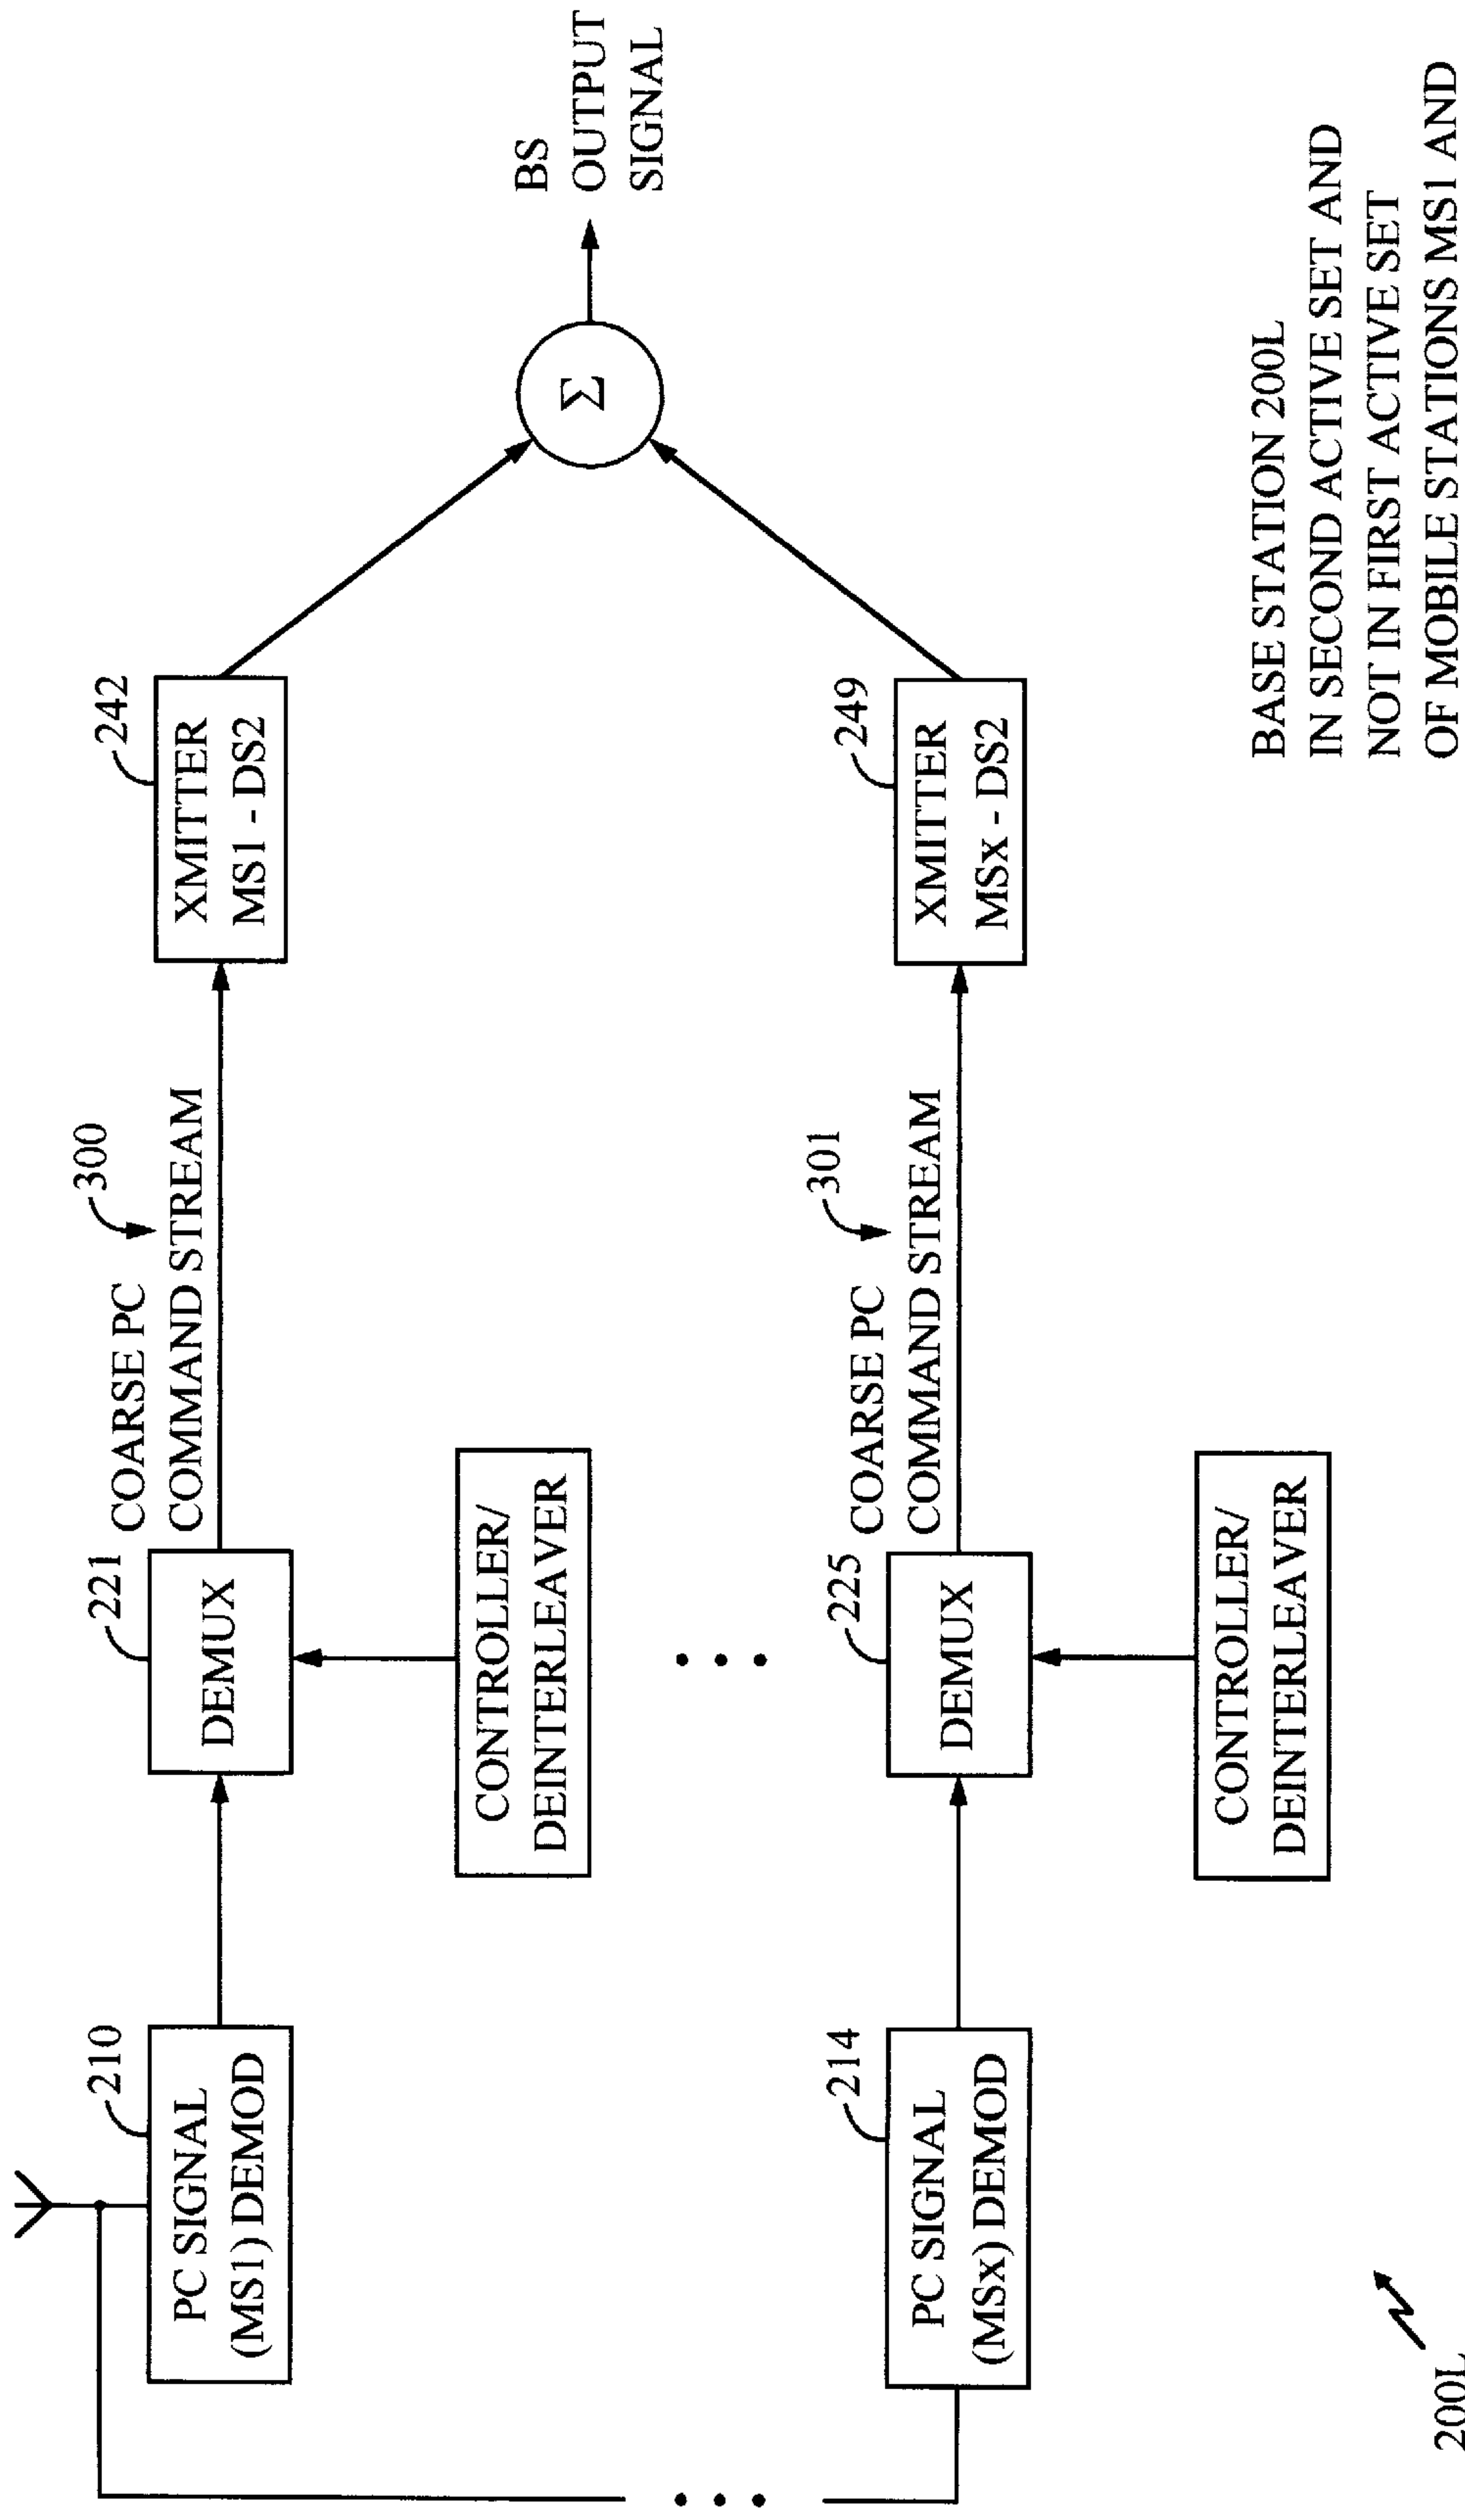 210
PC SIGNAL
(MS1) DEMOD
221
DEMUX
CONTROLLER/
DEINTERLEAVER
COARSE PC
COMMAND STREAM
300
242
XMITTER
MS1 - DS2
Σ
BS
OUTPUT
SIGNAL
214
PC SIGNAL
(MSx) DEMOD
225
DEMUX
CONTROLLER/
DEINTERLEAVER
COARSE PC
COMMAND STREAM
301
249
XMITTER
MSx - DS2
200L
BASE STATION 200L
IN SECOND ACTIVE SET AND
NOT IN FIRST ACTIVE SET
OF MOBILE STATIONS MS1 AND